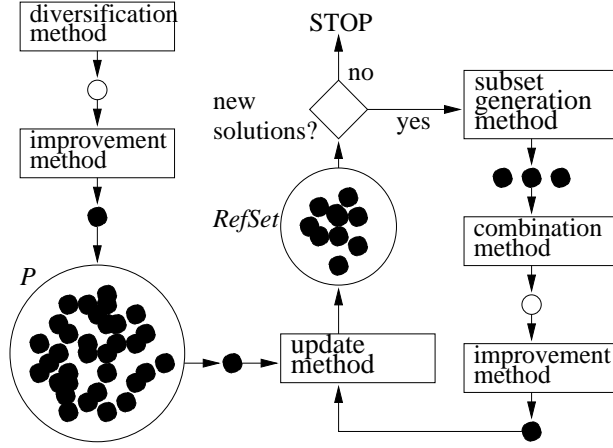 diversification
method
improvement
method
P
STOP
no
new
solutions?
yes
RefSet
update
method
subset
generation
method
combination
method
improvement
method